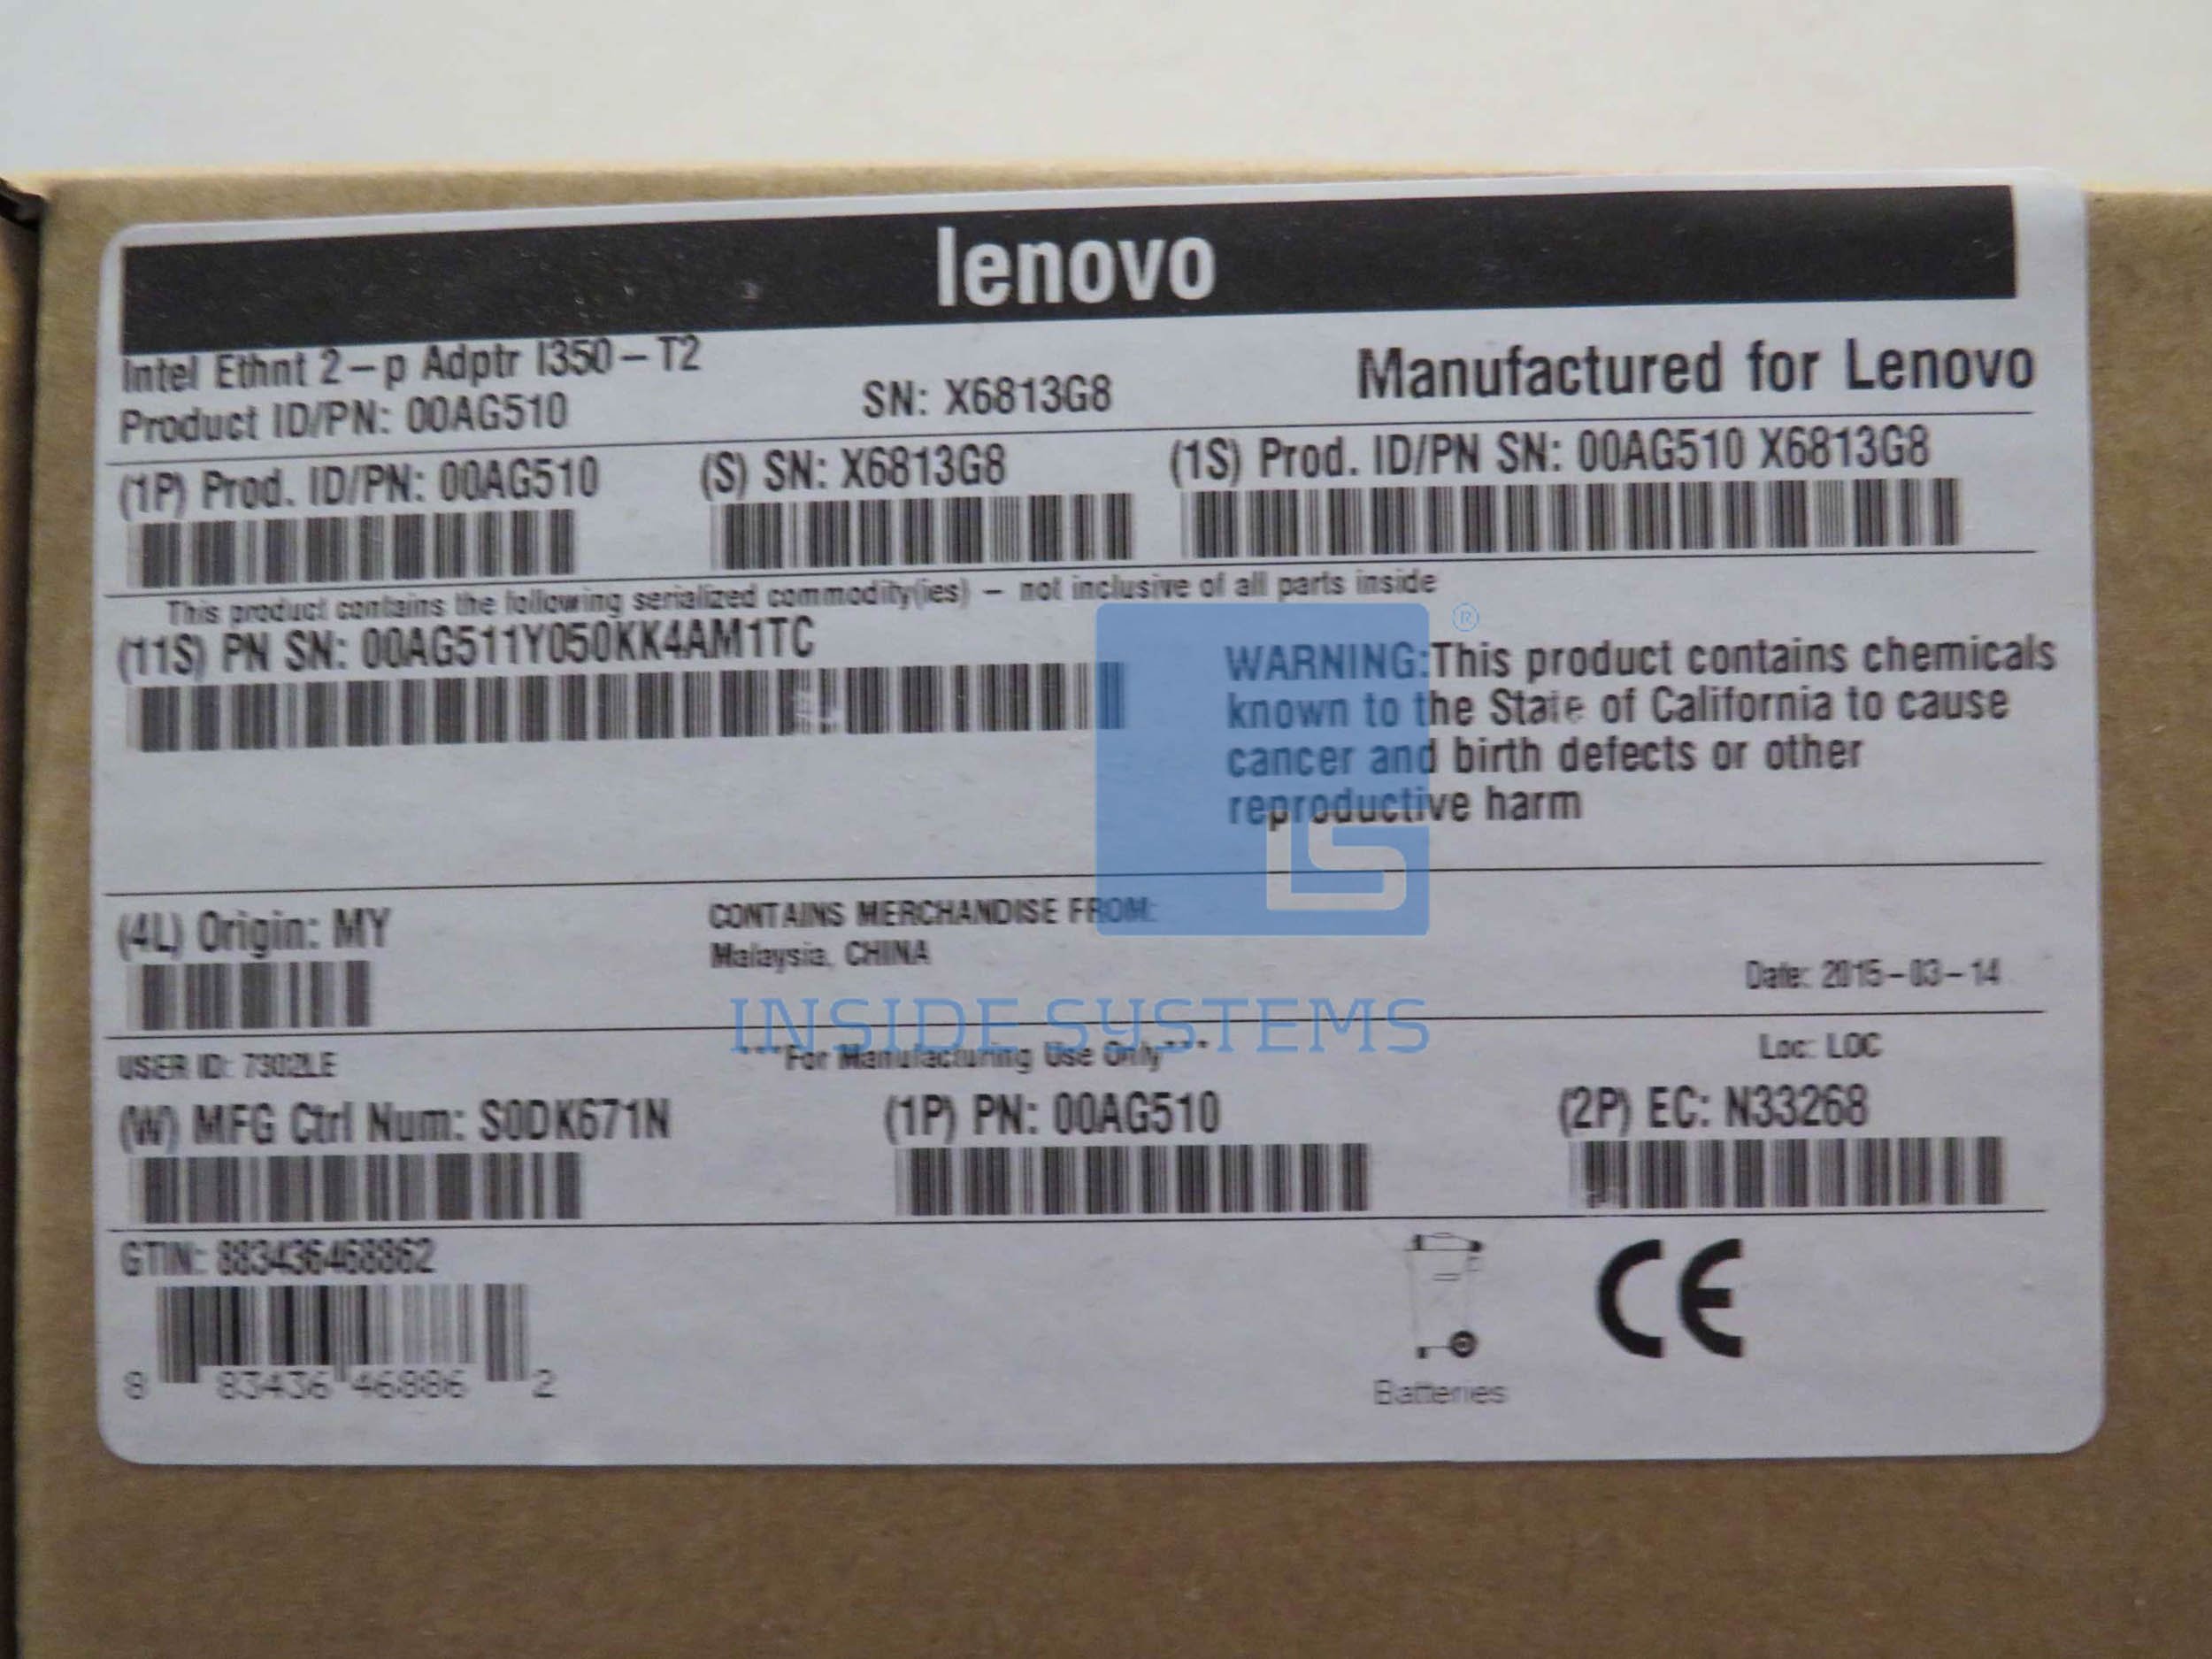 lenovo
Intel Ethnt 2-p Adptr I350-T2
Product ID/PN: 00AG510
SN: X6813G8
Manufactured for Lenovo
(1P) Prod. ID/PN: 00AG510
(S) SN: X6813G8
(1S) Prod. ID/PN SN: 00AG510 X6813G8
This product contains the following serialized commodity(ies) - not inclusive of all parts inside
(11S) PN SN: 00AG511Y050KK4AM1TC
WARNING:This product contains chemicals
known to the State of California to cause
cancer and birth defects or other
reproductive harm
®
LS
(4L) Origin: MY
CONTAINS MERCHANDISE FROM:
Malaysia, CHINA
Date: 2015-03-14
INSIDE SYSTEMS
USER ID: 7302LE
***For Manufacturing Use Only***
Loc: LOC
(W) MFG Ctrl Num: S0DK671N
(1P) PN: 00AG510
(2P) EC: N33268
GTIN: 883436468862
8 83436 46886 2
Batteries
CE